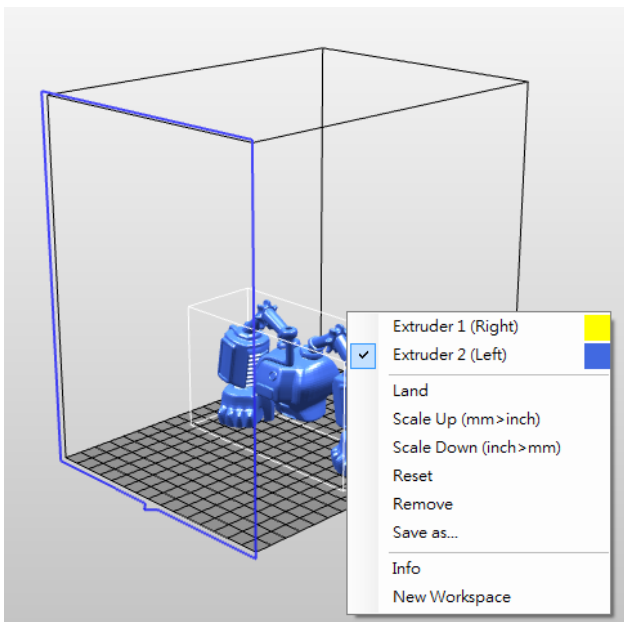 Extruder 1 (Right)
Extruder 2 (Left)
Land
Scale Up (mm>inch)
Scale Down (inch>mm)
Reset
Remove
Save as...
Info
New Workspace